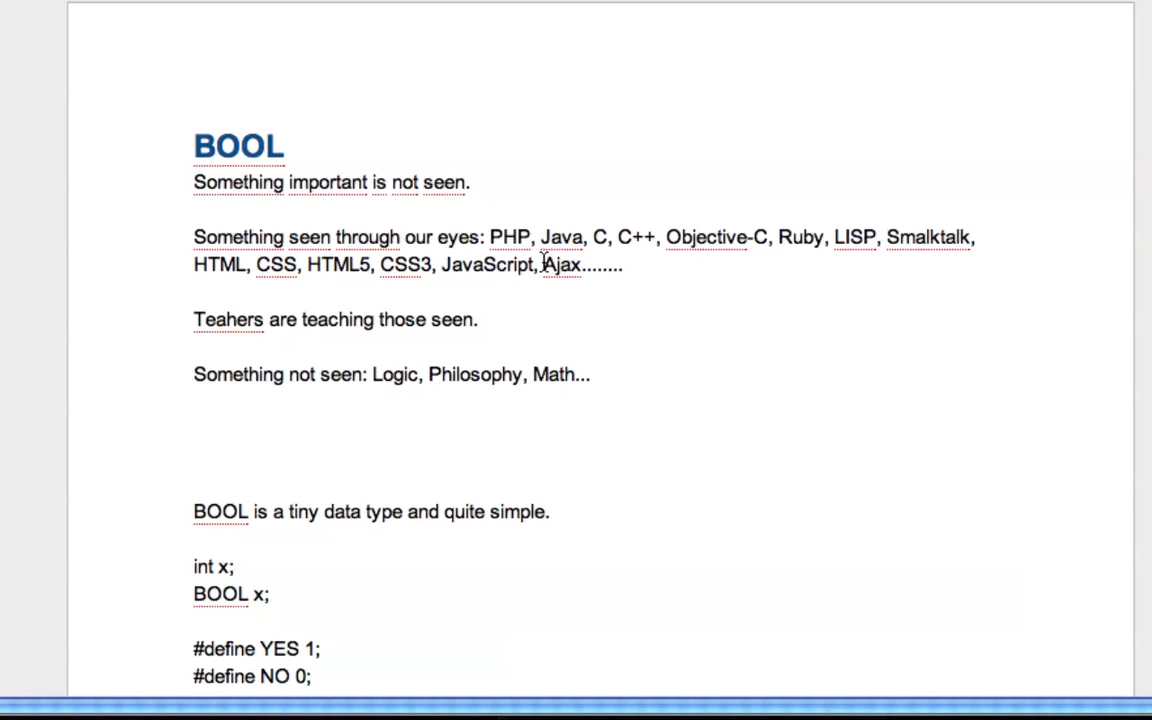 BOOL
Something important is not seen.
Something seen through our eyes: PHP, Java, C, C++, Objective-C, Ruby, LISP, Smalktalk,
HTML, CSS, HTML5, CSS3, JavaScript, Ajax........
Teahers are teaching those seen.
Something not seen: Logic, Philosophy, Math...
BOOL is a tiny data type and quite simple.
int x;
BOOL x;
#define YES 1;
#define NO 0;